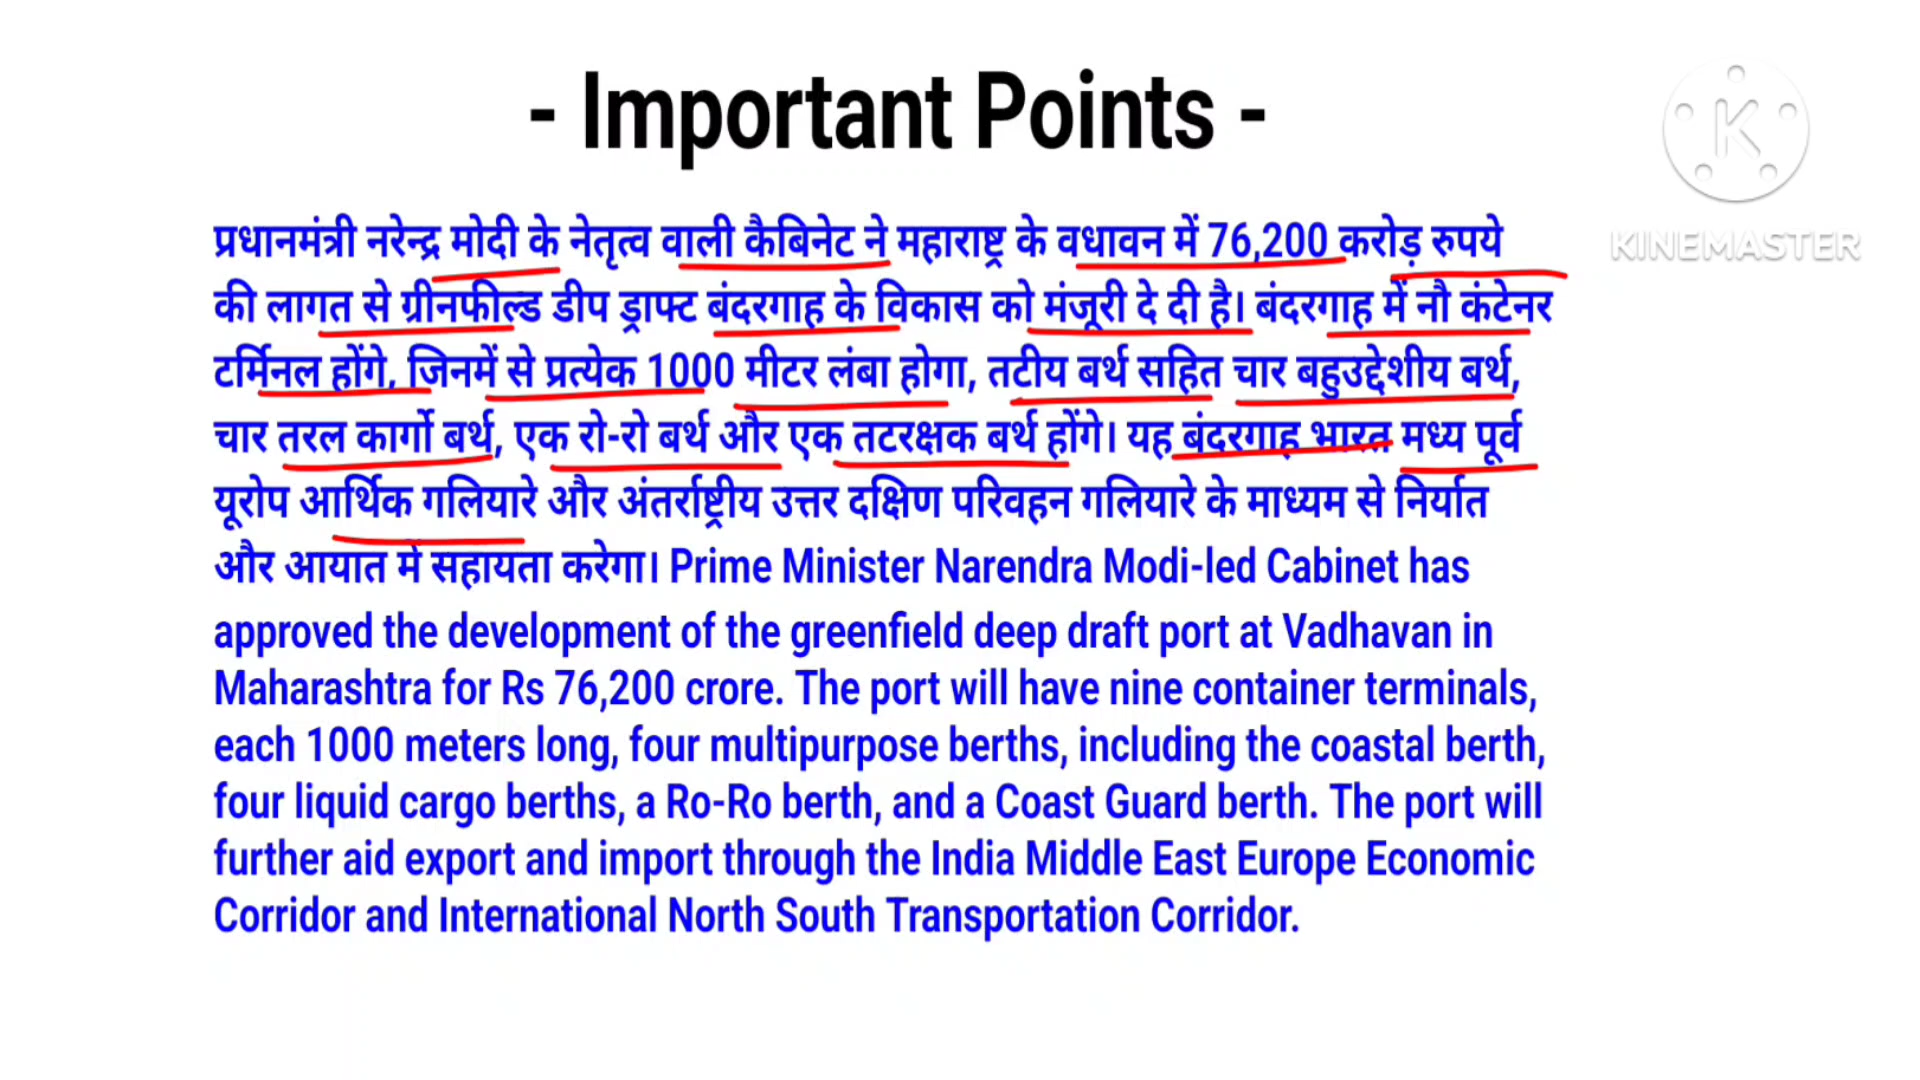 - Important Points -
KINEMASTER
प्रधानमंत्री नरेन्द्र मोदी के नेतृत्व वाली कैबिनेट ने महाराष्ट्र के वधावन में 76,200 करोड़ रुपये
की लागत से ग्रीनफील्ड डीप ड्राफ्ट बंदरगाह के विकास को मंजूरी दे दी है। बंदरगाह में नौ कंटेनर
टर्मिनल होंगे, जिनमें से प्रत्येक 1000 मीटर लंबा होगा, तटीय बर्थ सहित चार बहुउद्देशीय बर्थ,
चार तरल कार्गो बर्थ, एक रो-रो बर्थ और एक तटरक्षक बर्थ होंगे। यह बंदरगाह भारत मध्य पूर्व
यूरोप आर्थिक गलियारे और अंतर्राष्ट्रीय उत्तर दक्षिण परिवहन गलियारे के माध्यम से निर्यात
और आयात में सहायता करेगा। Prime Minister Narendra Modi-led Cabinet has
approved the development of the greenfield deep draft port at Vadhavan in
Maharashtra for Rs 76,200 crore. The port will have nine container terminals,
each 1000 meters long, four multipurpose berths, including the coastal berth,
four liquid cargo berths, a Ro-Ro berth, and a Coast Guard berth. The port will
further aid export and import through the India Middle East Europe Economic
Corridor and International North South Transportation Corridor.